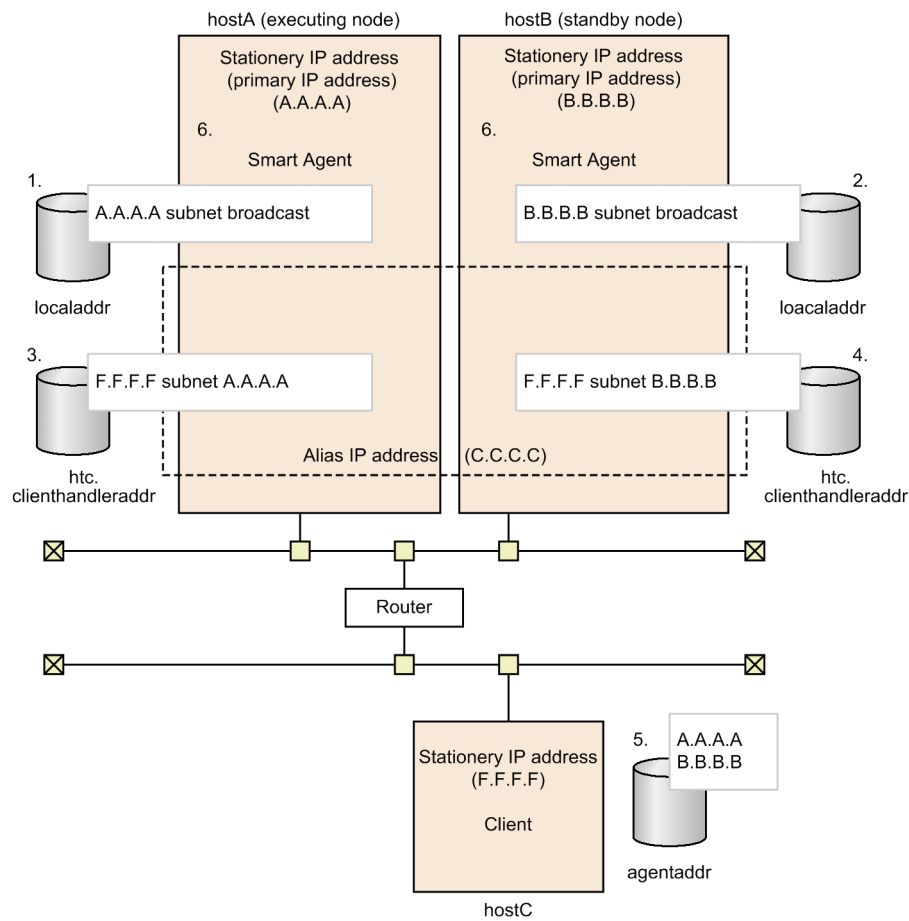 hostA (executing node)
hostB (standby node)
Stationery IP address
(primary IP address)
(A.A.A.A)
Stationery IP address
(primary IP address)
(B.B.B.B)
6.
Smart Agent
6.
Smart Agent
1.
A.A.A.A subnet broadcast
localaddr
2.
B.B.B.B subnet broadcast
loacaladdr
3.
F.F.F.F subnet A.A.A.A
htc.
clienthandleraddr
4.
F.F.F.F subnet B.B.B.B
htc.
clienthandleraddr
Alias IP address (C.C.C.C)
Router
Stationery IP address
(F.F.F.F)
Client
hostC
5.
A.A.A.A
B.B.B.B
agentaddr